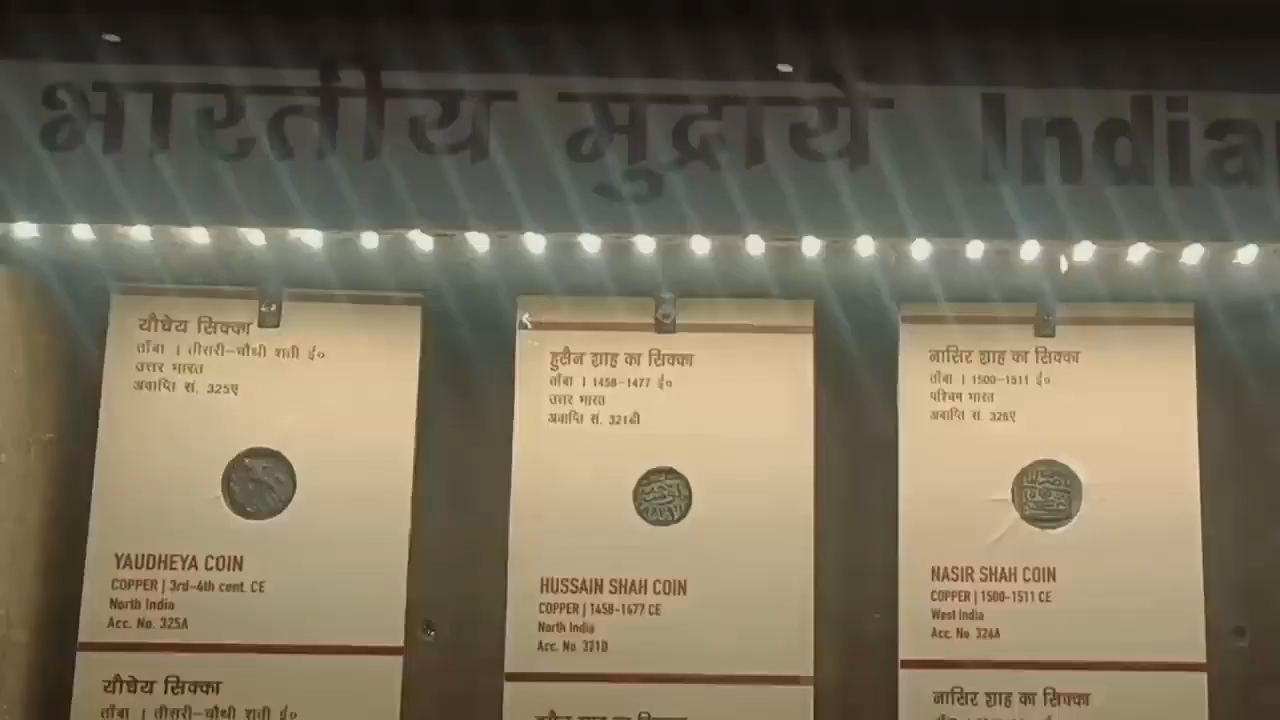 भारतीय मुद्रायें India
यौधेय सिक्का
ताँबा । तीसरी-चौथी शती ई०
उत्तर भारत
अवाप्ति सं. 325ए
YAUDHEYA COIN
COPPER | 3rd-4th cent. CE
North India
Acc. No. 325A
यौधेय सिक्का
ताँबा । तीसरी-चौथी शती ई०
हुसैन शाह का सिक्का
ताँबा । 1458-1477 ई०
उत्तर भारत
अवाप्ति सं. 321डी
HUSSAIN SHAH COIN
COPPER | 1458-1477 CE
North India
Acc. No. 321D
हुसैन शाह का सिक्का
नासिर शाह का सिक्का
ताँबा । 1500-1511 ई०
पश्चिम भारत
अवाप्ति सं. 326ए
NASIR SHAH COIN
COPPER | 1500-1511 CE
West India
Acc. No. 326A
नासिर शाह का सिक्का